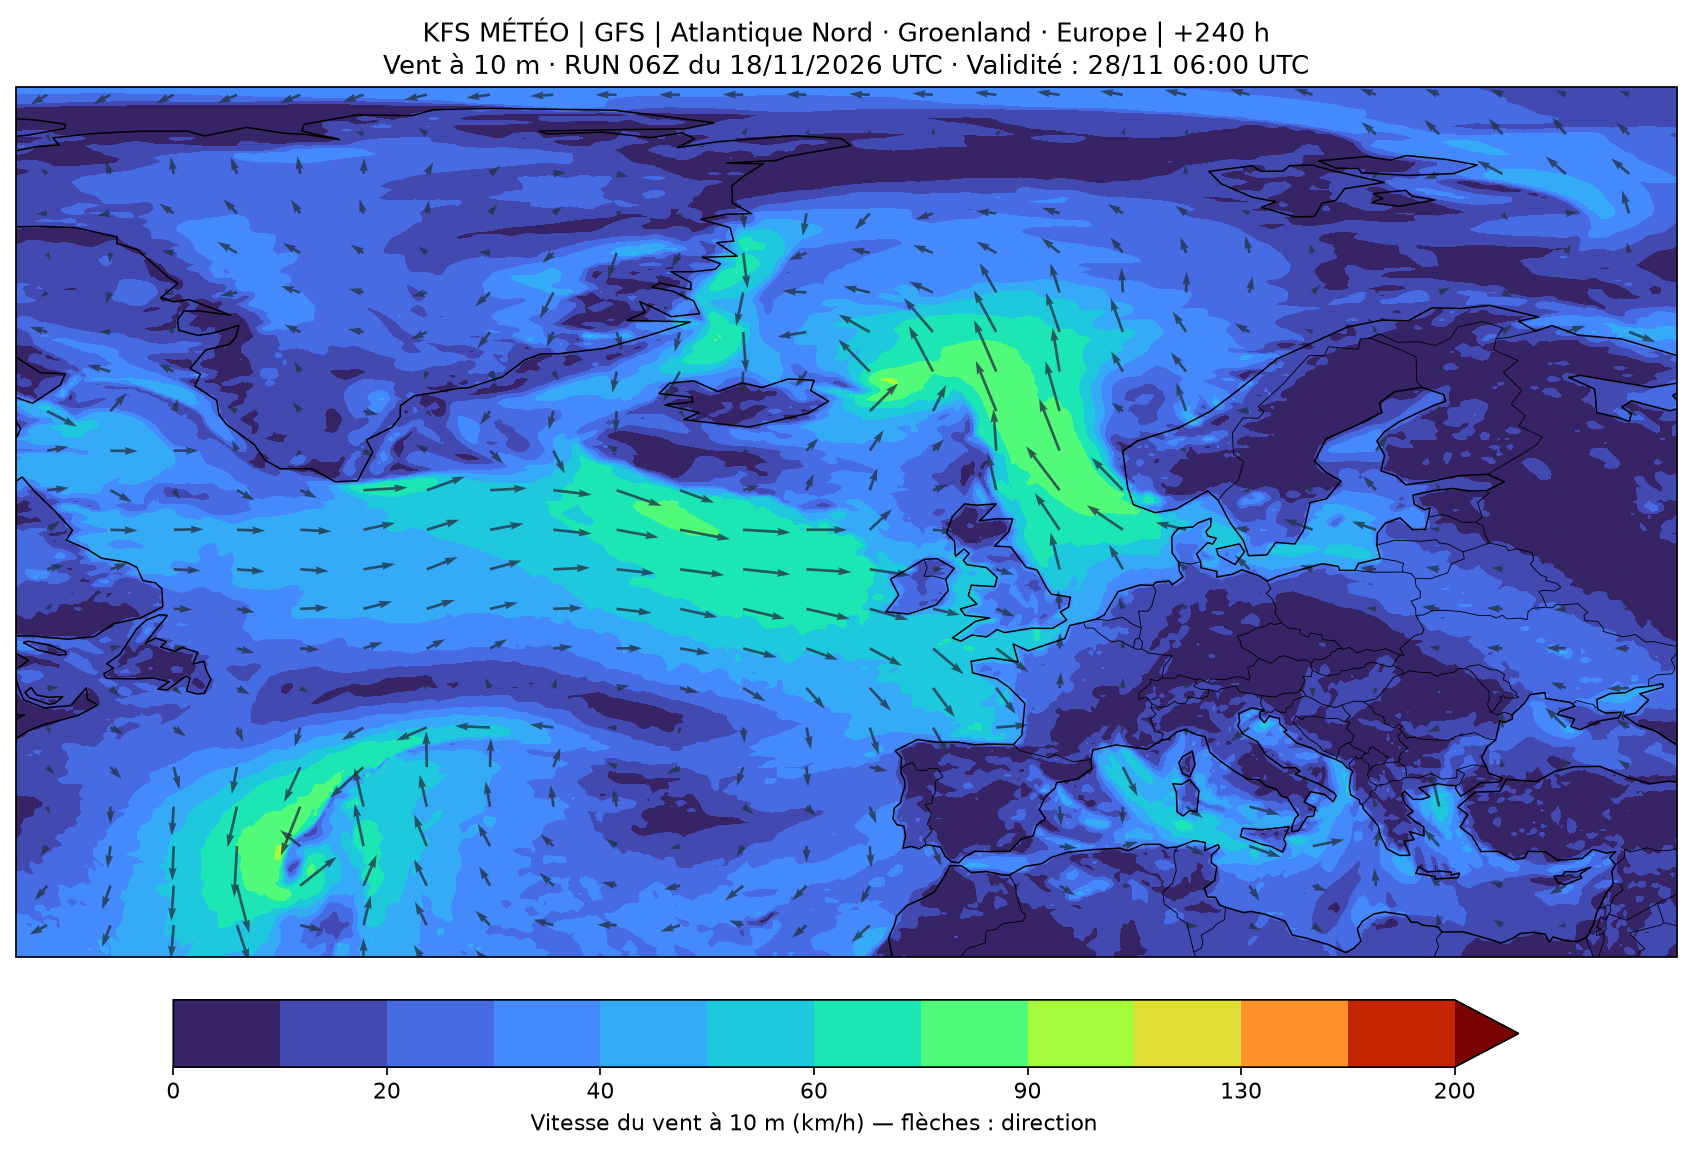 KFS MÉTÉO | GFS | Atlantique Nord · Groenland · Europe | +240 h
Vent à 10 m · RUN 06Z du 18/11/2026 UTC · Validité : 28/11 06:00 UTC
0 20 40 60 90 130 200
Vitesse du vent à 10 m (km/h) — flèches : direction